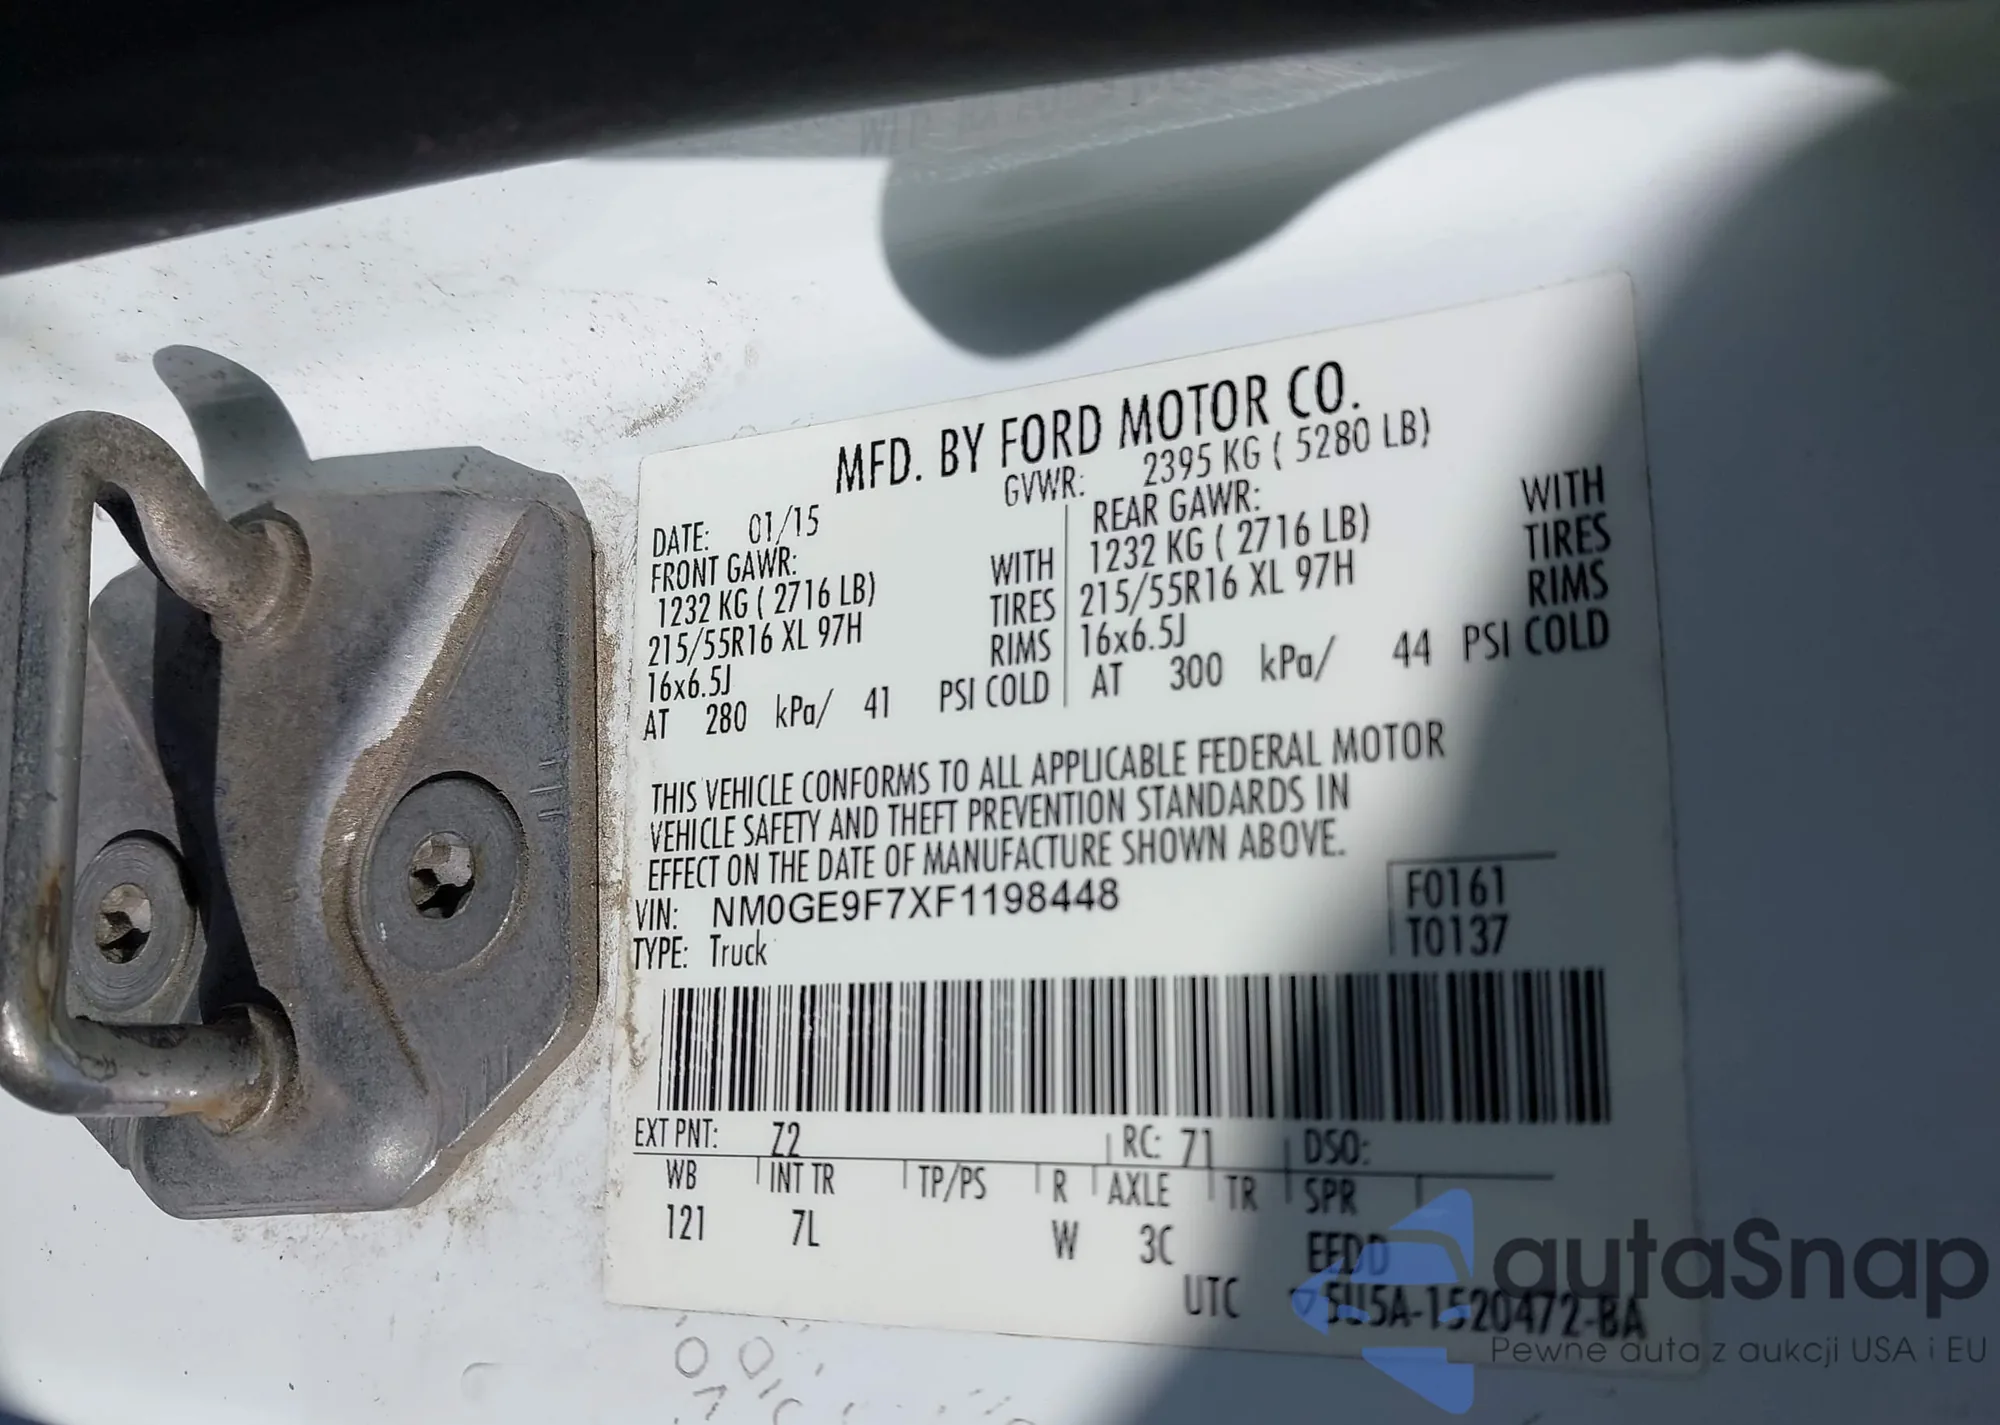 MFD. BY FORD MOTOR CO.
DATE: 01/15
GVWR: 2395 KG ( 5280 LB)
FRONT GAWR:
1232 KG ( 2716 LB) WITH
215/55R16 XL 97H TIRES
16x6.5J RIMS
AT 280 kPa/ 41 PSI COLD
REAR GAWR: WITH
1232 KG ( 2716 LB) TIRES
215/55R16 XL 97H RIMS
16x6.5J
AT 300 kPa/ 44 PSI COLD
THIS VEHICLE CONFORMS TO ALL APPLICABLE FEDERAL MOTOR
VEHICLE SAFETY AND THEFT PREVENTION STANDARDS IN
EFFECT ON THE DATE OF MANUFACTURE SHOWN ABOVE.
VIN: NM0GE9F7XF1198448
F0161
TYPE: Truck
T0137
EXT PNT: Z2 RC: 71 DSO:
WB INT TR TP/PS R AXLE TR SPR
121 7L W 3C EEDD
UTC ▽ 5U5A-1520472-BA
autaSnap
Pewne auta z aukcji USA i EU